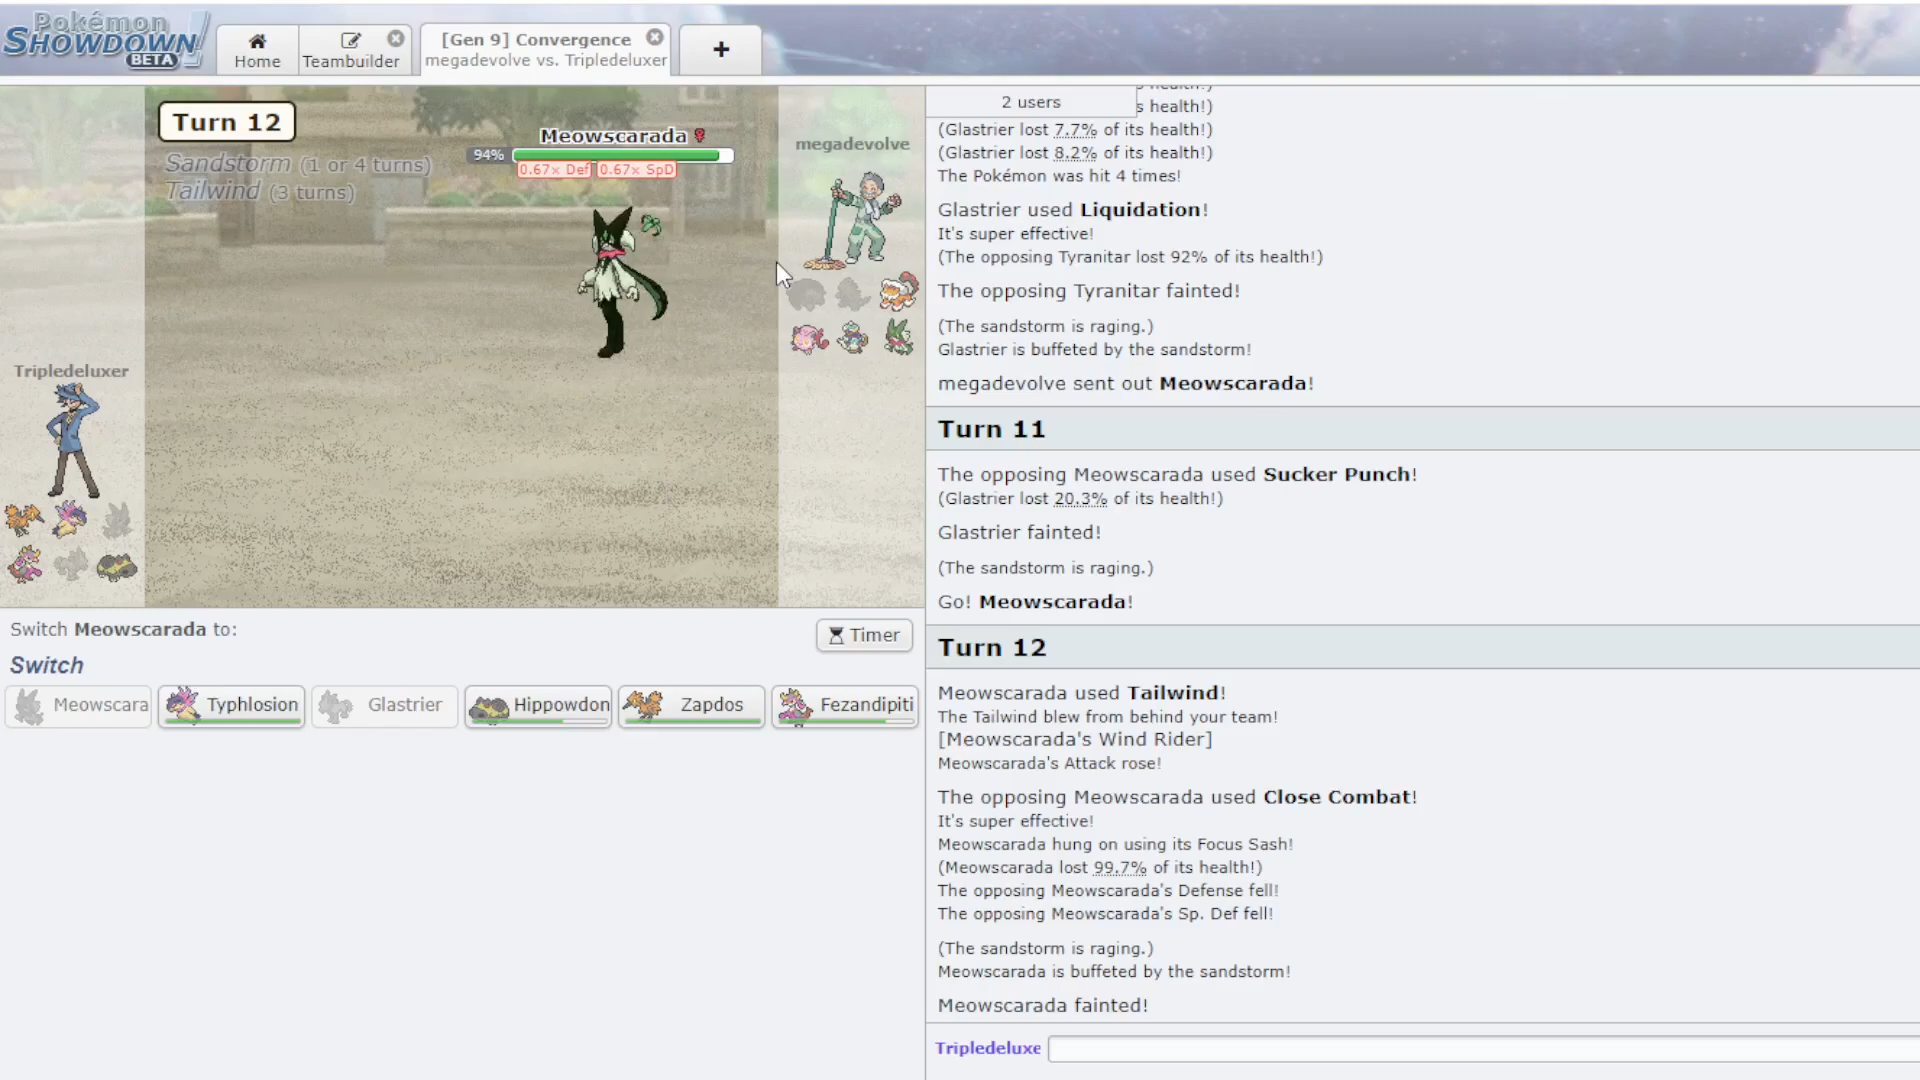 Pokémon
SHOWDOWN
BETA
Home
Teambuilder
[Gen 9] Convergence
megadevolve vs. Tripledeluxer
+
Turn 12
Sandstorm (1 or 4 turns)
Tailwind (3 turns)
Meowscarada
94%
0.67× Def 0.67× SpD
megadevolve
Tripledeluxer
Switch Meowscarada to:
Timer
Switch
Meowscara
Typhlosion
Glastrier
Hippowdon
Zapdos
Fezandipiti
2 users
s health!)
(Glastrier lost 7.7% of its health!)
(Glastrier lost 8.2% of its health!)
The Pokémon was hit 4 times!
Glastrier used Liquidation!
It's super effective!
(The opposing Tyranitar lost 92% of its health!)
The opposing Tyranitar fainted!
(The sandstorm is raging.)
Glastrier is buffeted by the sandstorm!
megadevolve sent out Meowscarada!
Turn 11
The opposing Meowscarada used Sucker Punch!
(Glastrier lost 20.3% of its health!)
Glastrier fainted!
(The sandstorm is raging.)
Go! Meowscarada!
Turn 12
Meowscarada used Tailwind!
The Tailwind blew from behind your team!
[Meowscarada's Wind Rider]
Meowscarada's Attack rose!
The opposing Meowscarada used Close Combat!
It's super effective!
Meowscarada hung on using its Focus Sash!
(Meowscarada lost 99.7% of its health!)
The opposing Meowscarada's Defense fell!
The opposing Meowscarada's Sp. Def fell!
(The sandstorm is raging.)
Meowscarada is buffeted by the sandstorm!
Meowscarada fainted!
Tripledeluxe